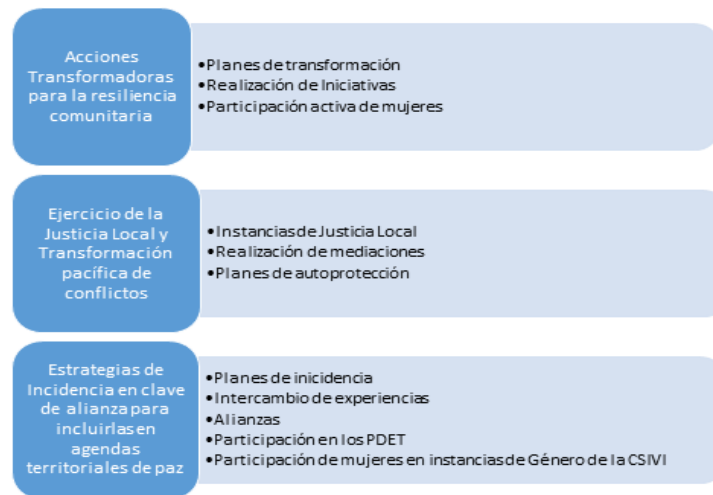 Acciones
Transformadoras
para la resiliencia
comunitaria
•Planes de transformación
•Realización de Iniciativas
•Participación activa de mujeres
Ejercicio de la
Justicia Local y
Transformación
pacífica de
conflictos
•Instancias de Justicia Local
•Realización de mediaciones
•Planes de autoprotección
Estrategias de
Incidencia en clave
de alianza para
incluirlas en
agendas
territoriales de paz
•Planes de inicidencia
•Intercambio de experiencias
•Alianzas
•Participación en los PDET
•Participación de mujeres en instancias de Género de la CSIVI